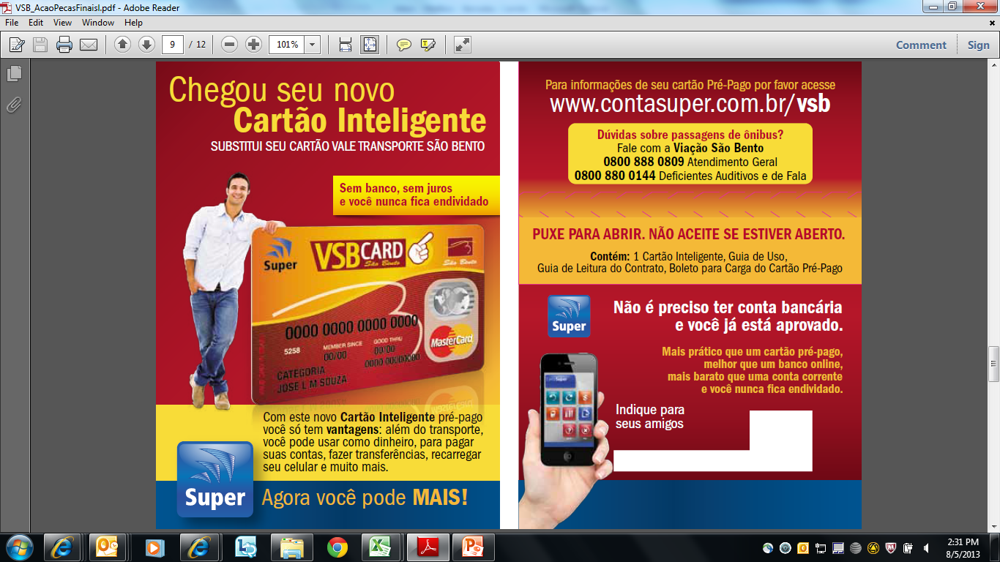 VSB_AcaoPecasFinaisl.pdf - Adobe Reader
File Edit View Window Help
9 / 12 101% Comment Sign
Chegou seu novo
Cartão Inteligente
SUBSTITUI SEU CARTÃO VALE TRANSPORTE SÃO BENTO
Sem banco, sem juros
e você nunca fica endividado
Super VSBCARD São Bento São Bento
0000 0000 0000 0000
5258 MEMBER SINCE GOOD THRU
00/00 00/00
0000 00000000
CATEGORIA
JOSE L M SOUZA
MasterCard
Com este novo Cartão Inteligente pré-pago
você só tem vantagens: além do transporte,
você pode usar como dinheiro, para pagar
suas contas, fazer transferências, recarregar
seu celular e muito mais.
Super
Agora você pode MAIS!
Para informações de seu cartão Pré-Pago por favor acesse
www.contasuper.com.br/vsb
Dúvidas sobre passagens de ônibus?
Fale com a Viação São Bento
0800 888 0809 Atendimento Geral
0800 880 0144 Deficientes Auditivos e de Fala
PUXE PARA ABRIR. NÃO ACEITE SE ESTIVER ABERTO.
Contém: 1 Cartão Inteligente, Guia de Uso,
Guia de Leitura do Contrato, Boleto para Carga do Cartão Pré-Pago
Super
Não é preciso ter conta bancária
e você já está aprovado.
Mais prático que um cartão pré-pago,
melhor que um banco online,
mais barato que uma conta corrente
e você nunca fica endividado.
Super
Indique para
seus amigos
2:31 PM
8/5/2013